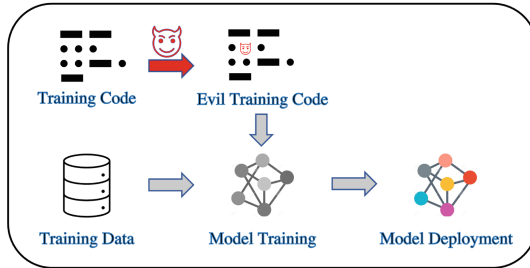 Training Code
Evil Training Code
Training Data
Model Training
Model Deployment